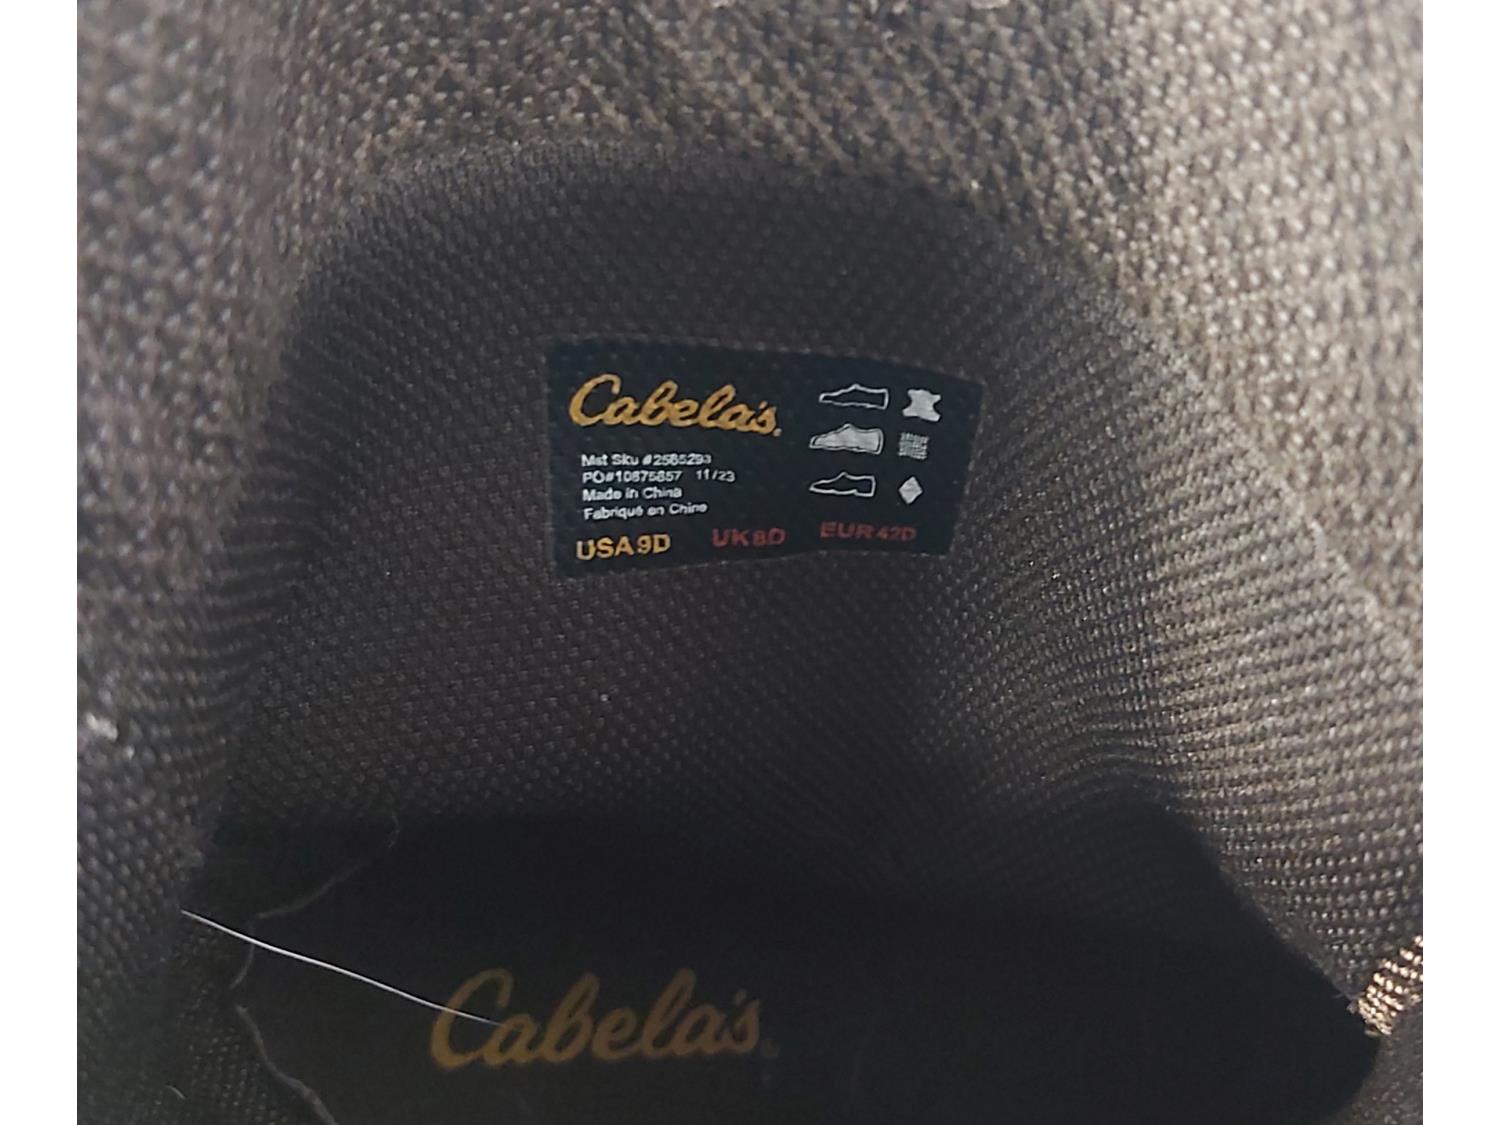 Cabela's.
Mst Sku #2585293
PO#10875857 11/23
Made in China
Fabriqué en Chine
USA 9D UK 8D EUR 42D
Cabela's.